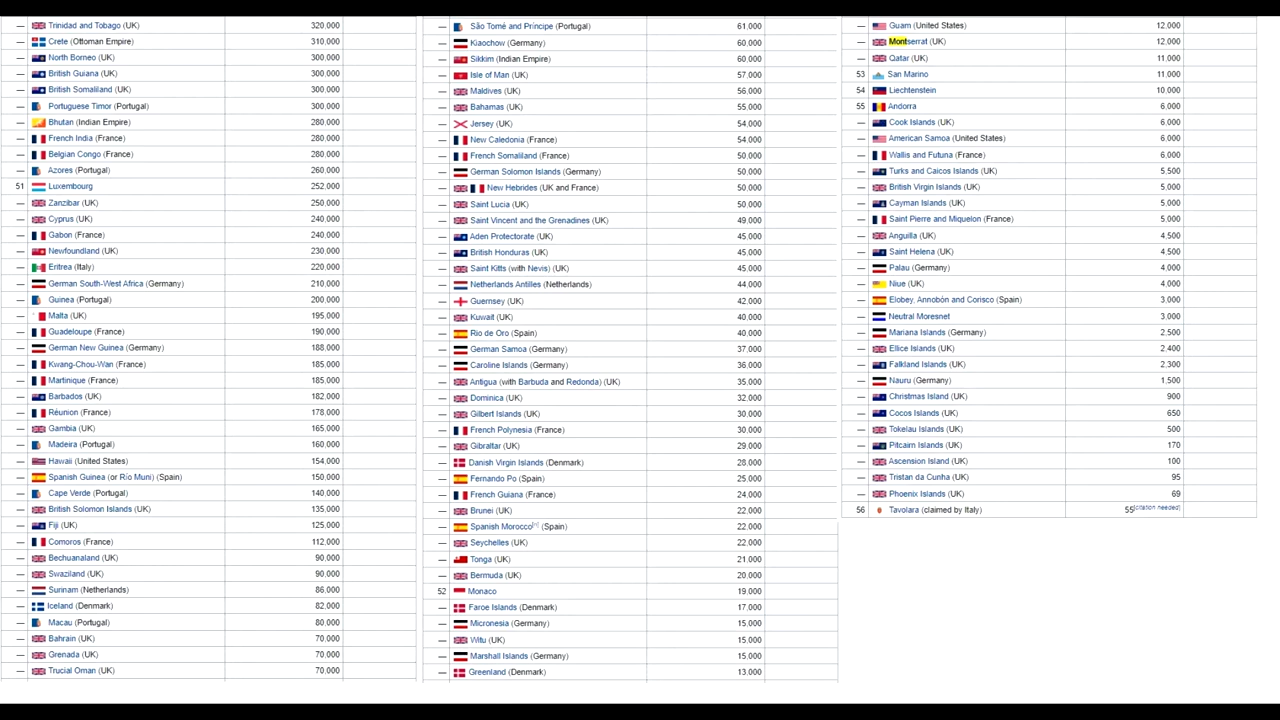 — Trinidad and Tobago (UK) 320,000
— Crete (Ottoman Empire) 310,000
— North Borneo (UK) 300,000
— British Guiana (UK) 300,000
— British Somaliland (UK) 300,000
— Portuguese Timor (Portugal) 300,000
— Bhutan (Indian Empire) 280,000
— French India (France) 280,000
— Belgian Congo (France) 280,000
— Azores (Portugal) 260,000
51 Luxembourg 252,000
— Zanzibar (UK) 250,000
— Cyprus (UK) 240,000
— Gabon (France) 240,000
— Newfoundland (UK) 230,000
— Eritrea (Italy) 220,000
— German South-West Africa (Germany) 210,000
— Guinea (Portugal) 200,000
— Malta (UK) 195,000
— Guadeloupe (France) 190,000
— German New Guinea (Germany) 188,000
— Kwang-Chou-Wan (France) 185,000
— Martinique (France) 185,000
— Barbados (UK) 182,000
— Réunion (France) 178,000
— Gambia (UK) 165,000
— Madeira (Portugal) 160,000
— Hawaii (United States) 154,000
— Spanish Guinea (or Río Muni) (Spain) 150,000
— Cape Verde (Portugal) 140,000
— British Solomon Islands (UK) 135,000
— Fiji (UK) 125,000
— Comoros (France) 112,000
— Bechuanaland (UK) 90,000
— Swaziland (UK) 90,000
— Surinam (Netherlands) 86,000
— Iceland (Denmark) 82,000
— Macau (Portugal) 80,000
— Bahrain (UK) 70,000
— Grenada (UK) 70,000
— Trucial Oman (UK) 70,000
— São Tomé and Príncipe (Portugal) 61,000
— Kiaochow (Germany) 60,000
— Sikkim (Indian Empire) 60,000
— Isle of Man (UK) 57,000
— Maldives (UK) 56,000
— Bahamas (UK) 55,000
— Jersey (UK) 54,000
— New Caledonia (France) 54,000
— French Somaliland (France) 50,000
— German Solomon Islands (Germany) 50,000
— New Hebrides (UK and France) 50,000
— Saint Lucia (UK) 50,000
— Saint Vincent and the Grenadines (UK) 49,000
— Aden Protectorate (UK) 45,000
— British Honduras (UK) 45,000
— Saint Kitts (with Nevis) (UK) 45,000
— Netherlands Antilles (Netherlands) 44,000
— Guernsey (UK) 42,000
— Kuwait (UK) 40,000
— Rio de Oro (Spain) 40,000
— German Samoa (Germany) 37,000
— Caroline Islands (Germany) 36,000
— Antigua (with Barbuda and Redonda) (UK) 35,000
— Dominica (UK) 32,000
— Gilbert Islands (UK) 30,000
— French Polynesia (France) 30,000
— Gibraltar (UK) 29,000
— Danish Virgin Islands (Denmark) 28,000
— Fernando Po (Spain) 25,000
— French Guiana (France) 24,000
— Brunei (UK) 22,000
— Spanish Morocco (Spain) 22,000
— Seychelles (UK) 22,000
— Tonga (UK) 21,000
— Bermuda (UK) 20,000
52 Monaco 19,000
— Faroe Islands (Denmark) 17,000
— Micronesia (Germany) 15,000
— Witu (UK) 15,000
— Marshall Islands (Germany) 15,000
— Greenland (Denmark) 13,000
— Guam (United States) 12,000
— Montserrat (UK) 12,000
— Qatar (UK) 11,000
53 San Marino 11,000
54 Liechtenstein 10,000
55 Andorra 6,000
— Cook Islands (UK) 6,000
— American Samoa (United States) 6,000
— Wallis and Futuna (France) 6,000
— Turks and Caicos Islands (UK) 5,500
— British Virgin Islands (UK) 5,000
— Cayman Islands (UK) 5,000
— Saint Pierre and Miquelon (France) 5,000
— Anguilla (UK) 4,500
— Saint Helena (UK) 4,500
— Palau (Germany) 4,000
— Niue (UK) 4,000
— Elobey, Annobón and Corisco (Spain) 3,000
— Neutral Moresnet 3,000
— Mariana Islands (Germany) 2,500
— Ellice Islands (UK) 2,400
— Falkland Islands (UK) 2,300
— Nauru (Germany) 1,500
— Christmas Island (UK) 900
— Cocos Islands (UK) 650
— Tokelau Islands (UK) 500
— Pitcairn Islands (UK) 170
— Ascension Island (UK) 100
— Tristan da Cunha (UK) 95
— Phoenix Islands (UK) 69
56 Tavolara (claimed by Italy) 55[citation needed]